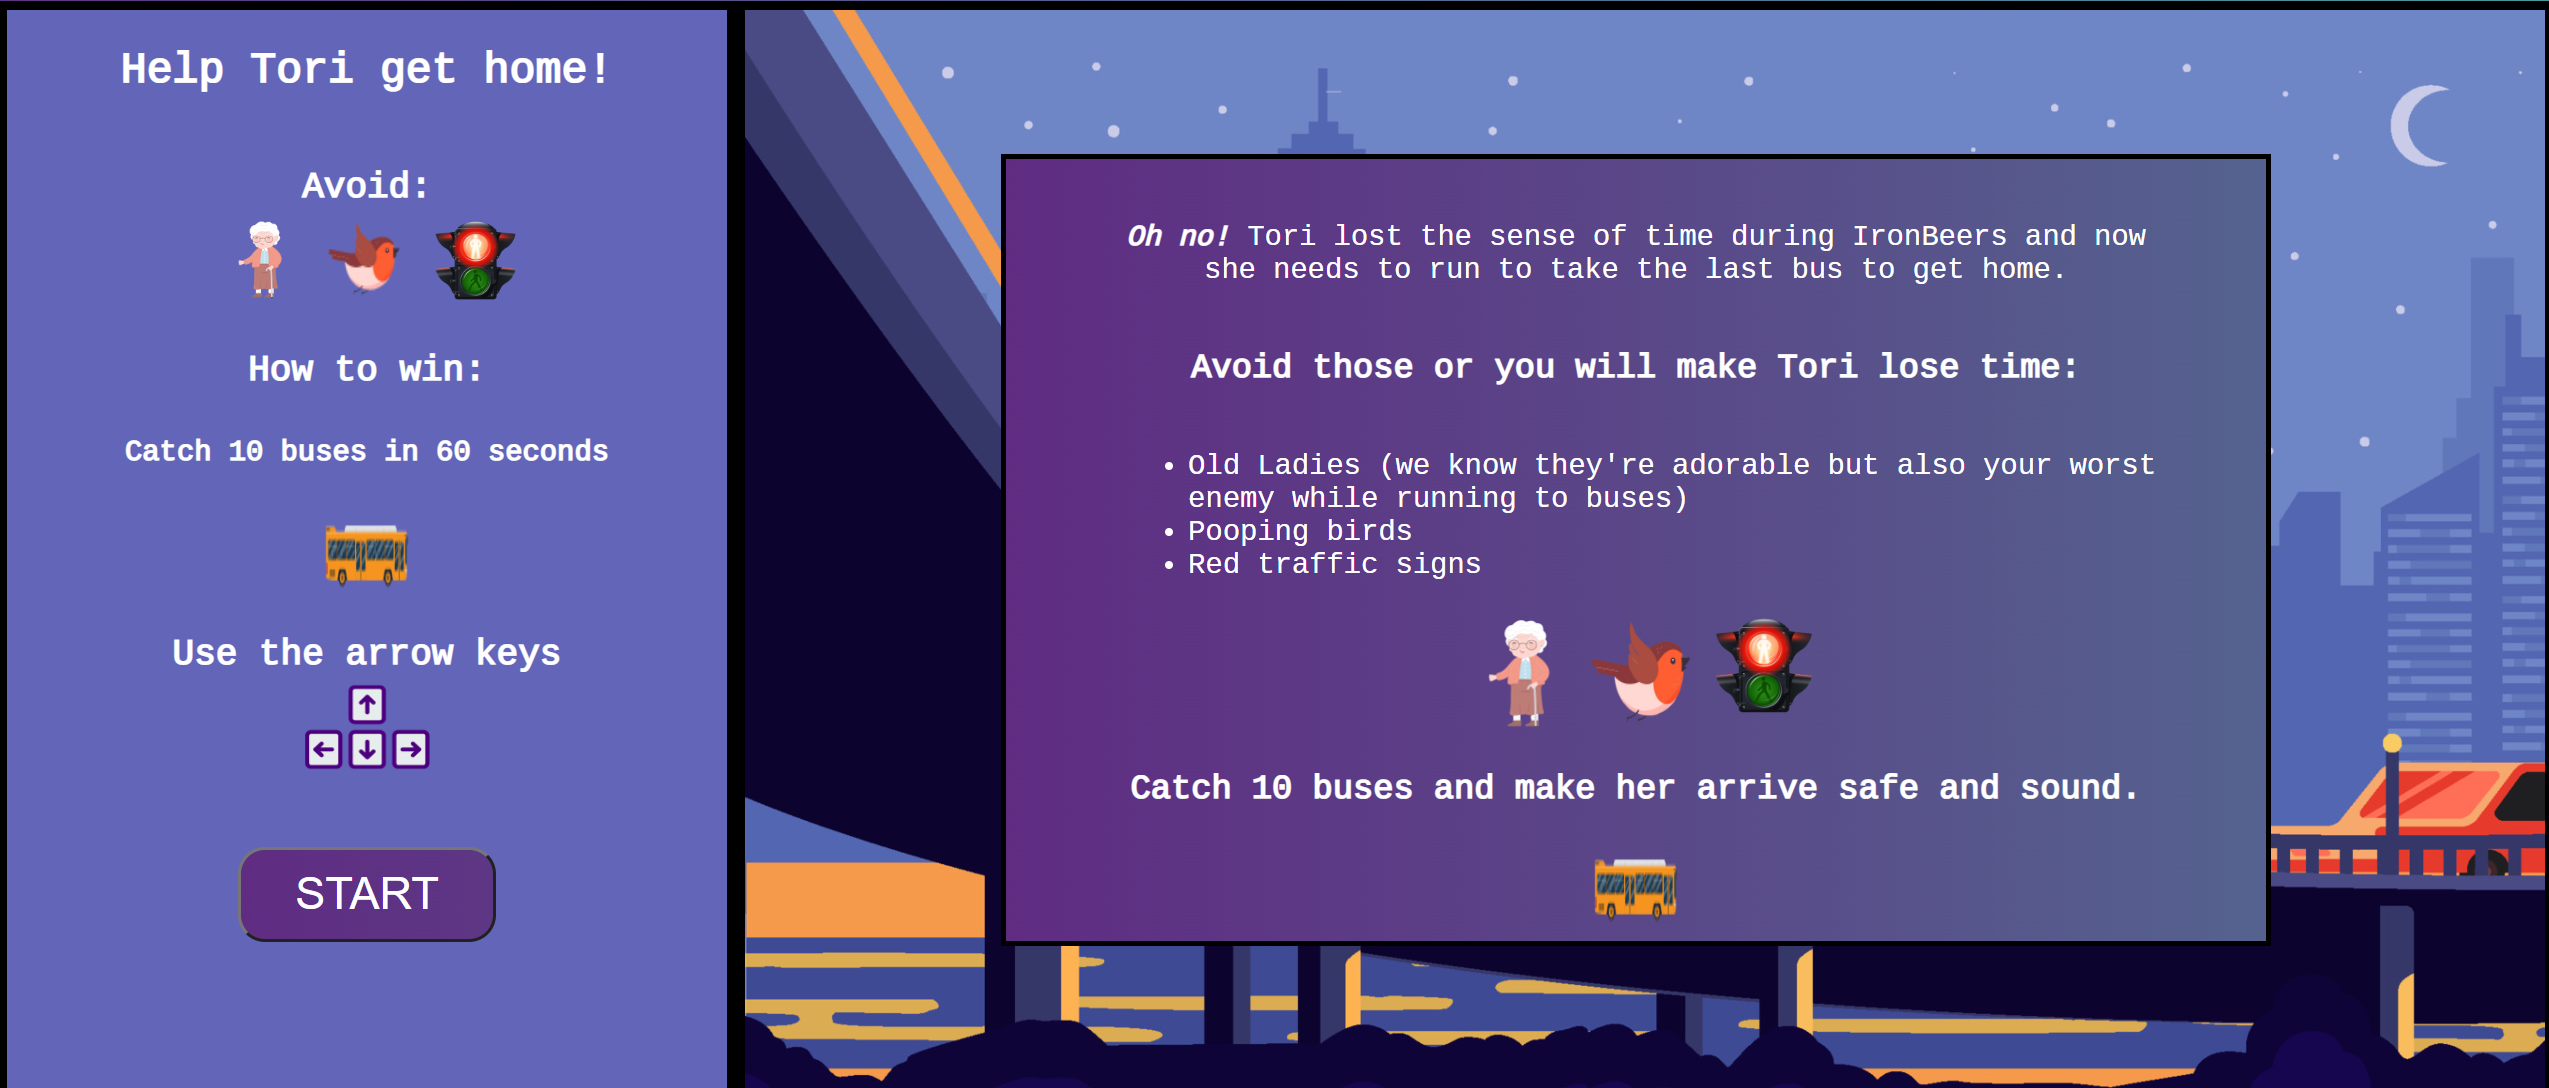 Help Tori get home!
Avoid:
How to win:
Catch 10 buses in 60 seconds
Use the arrow keys
START
Oh no! Tori lost the sense of time during IronBeers and now
she needs to run to take the last bus to get home.
Avoid those or you will make Tori lose time:
• Old Ladies (we know they're adorable but also your worst
enemy while running to buses)
• Pooping birds
• Red traffic signs
Catch 10 buses and make her arrive safe and sound.